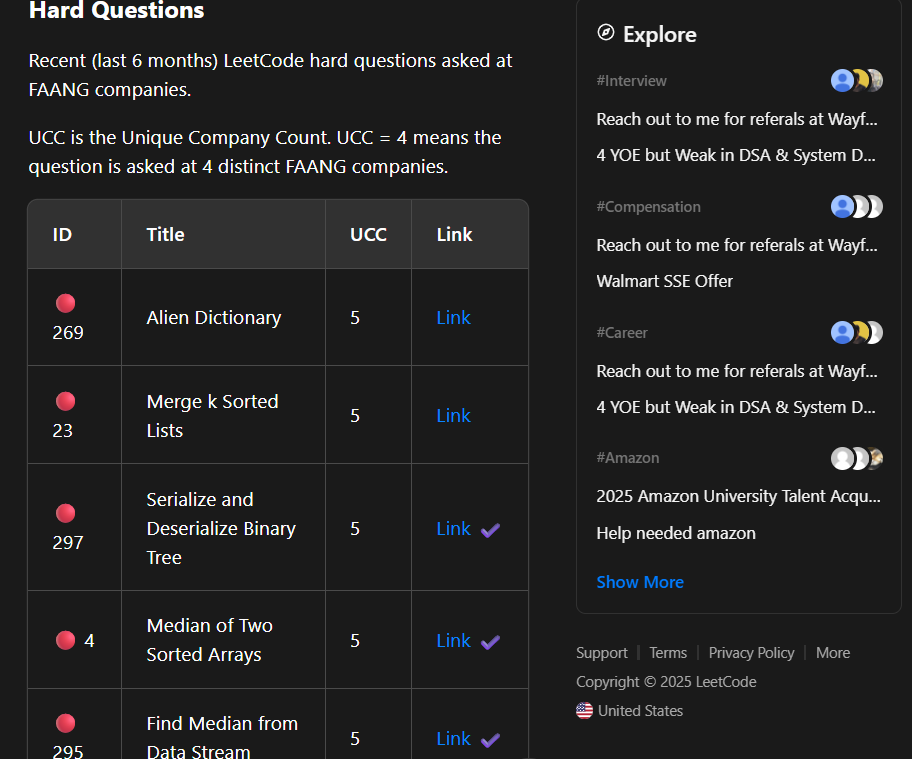 Hard Questions
Recent (last 6 months) LeetCode hard questions asked at
FAANG companies.
UCC is the Unique Company Count. UCC = 4 means the
question is asked at 4 distinct FAANG companies.
ID Title UCC Link
269 Alien Dictionary 5 Link
23 Merge k Sorted
Lists 5 Link
297 Serialize and
Deserialize Binary
Tree 5 Link
4 Median of Two
Sorted Arrays 5 Link
295 Find Median from
Data Stream 5 Link
Explore
#Interview
Reach out to me for referrals at Wayf...
4 YOE but Weak in DSA & System D...
#Compensation
Reach out to me for referrals at Wayf...
Walmart SSE Offer
#Career
Reach out to me for referrals at Wayf...
4 YOE but Weak in DSA & System D...
#Amazon
2025 Amazon University Talent Acqu...
Help needed amazon
Show More
Support | Terms | Privacy Policy | More
Copyright © 2025 LeetCode
United States